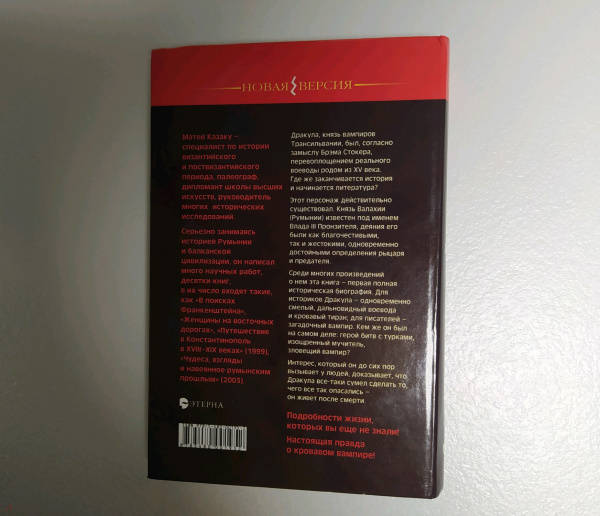 НОВАЯ ВЕРСИЯ
Матей Казаку –
специалист по истории
византийского
и поствизантийского
периода, палеограф,
дипломант школы высших
искусств, руководитель
многих исторических
исследований.
Серьезно занимаясь
историей Румынии
и балканской
цивилизации, он написал
много научных работ,
десятки книг,
в их число входят такие,
как «В поисках
Франкенштейна»,
«Женщины на восточных
дорогах», «Путешествие
в Константинополь
в XVIII–XIX веках» (1999),
«Чудеса, взгляды
и навеянное румынским
прошлым» (2003)
ЭТЕРНА
Дракула, князь вампиров
Трансильвании, был, согласно
замыслу Брэма Стокера,
перевоплощением реального
воеводы родом из XV века.
Где же заканчивается история
и начинается литература?
Этот персонаж действительно
существовал. Князь Валахии
(Румынии) известен под именем
Влада III Пронзителя, деяния его
были как благочестивыми,
так и жестокими, одновременно
достойными определения рыцаря
и предателя.
Среди многих произведений
о нем эта книга – первая полная
историческая биография. Для
историков Дракула – одновременно
смелый, дальновидный воевода
и кровавый тиран; для писателей –
загадочный вампир. Кем же он был
на самом деле: герой битв с турками,
изощренный мучитель,
зловещий вампир?
Интерес, который он до сих пор
вызывает у людей, доказывает, что
Дракула все-таки сумел сделать то,
чего все так опасались –
он живет после смерти.
Подробности жизни,
которых вы еще не знали!
Настоящая правда
о кровавом вампире!